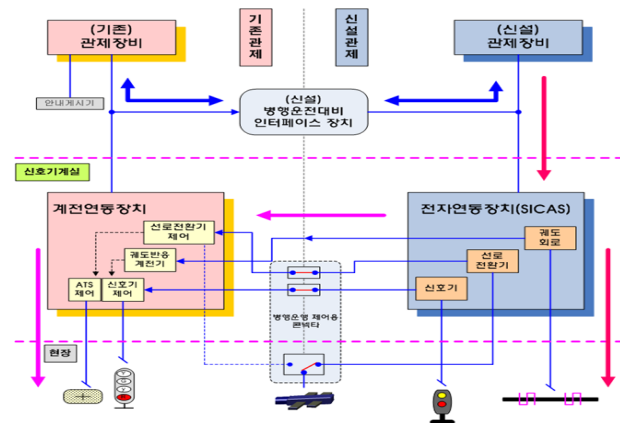 (기존)
관제장비
기존관제
신설관제
(신설)
관제장비
안내게시기
(신설)
병행운전대비
인터페이스 장치
신호기계실
계전연동장치
전자연동장치(SICAS)
선로전환기
제어
궤도
회로
궤도반응
계전기
선로
전환기
ATS
제어
신호기
제어
신호기
병행운영 제어용
콘넥타
현장